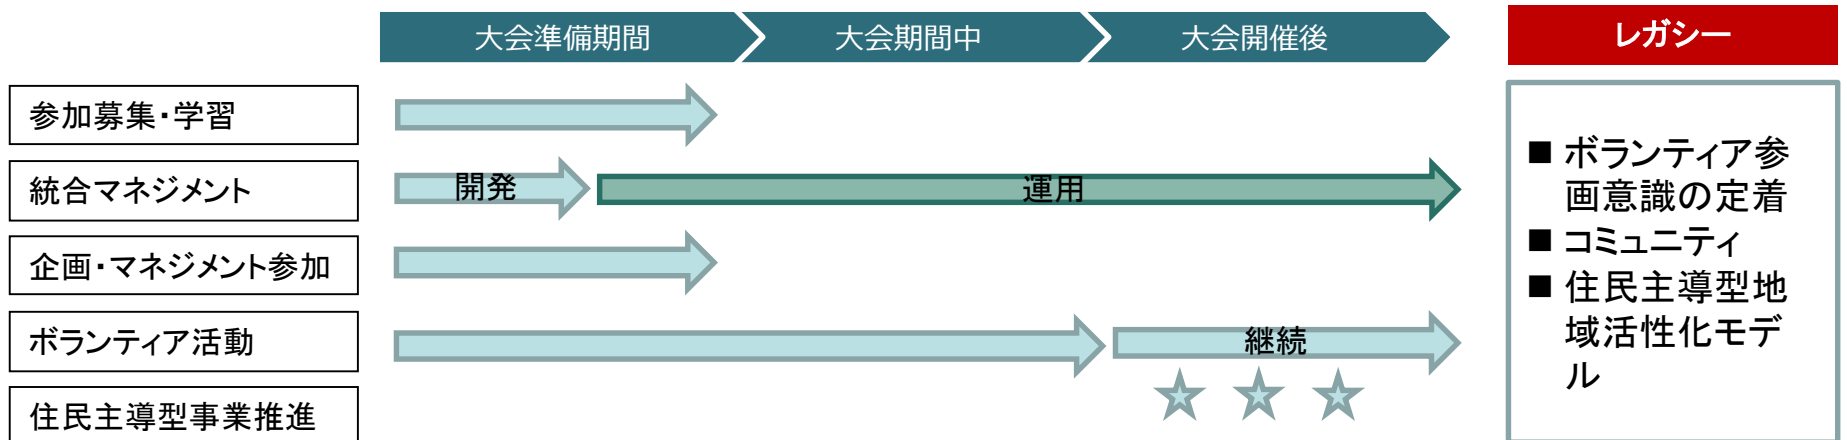 大会準備期間
大会期間中
大会開催後
レガシー
参加募集・学習
統合マネジメント
開発
運用
企画・マネジメント参加
ボランティア活動
継続
住民主導型事業推進
■ ボランティア参
画意識の定着
■ コミュニティ
■ 住民主導型地
域活性化モデ
ル